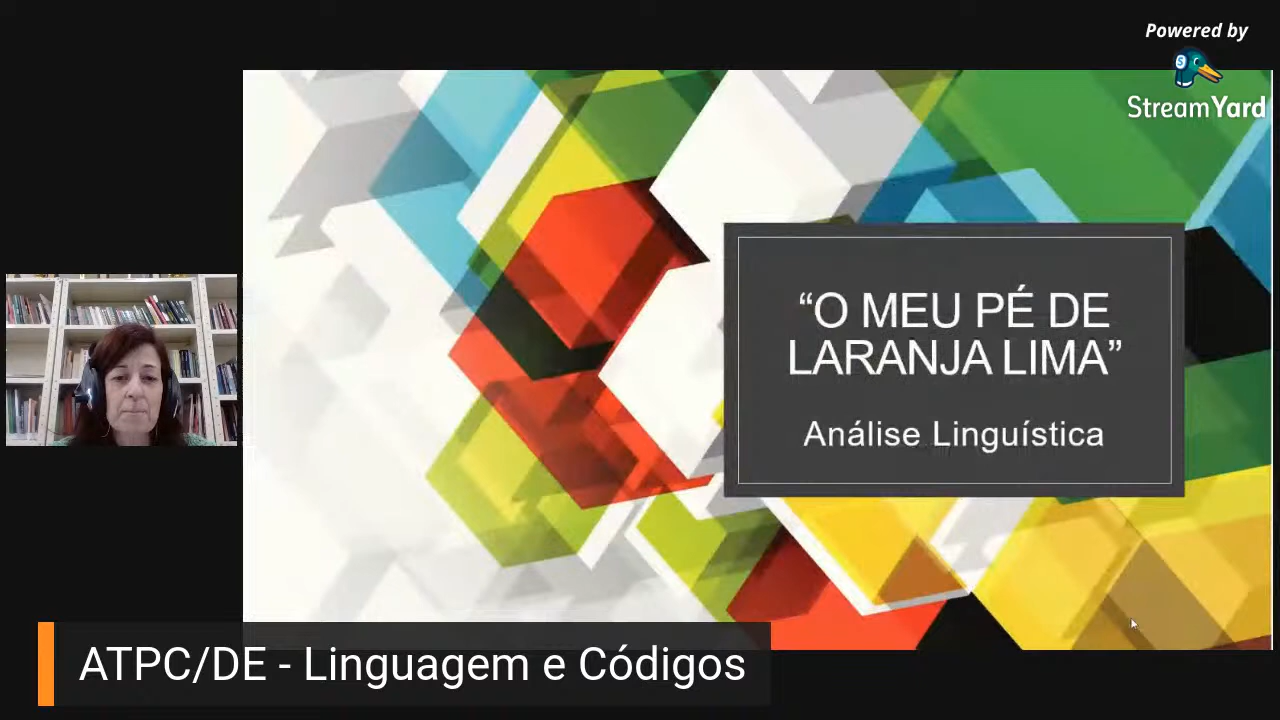 Powered by
StreamYard
“O MEU PÉ DE
LARANJA LIMA”
Análise Linguística
ATPC/DE - Linguagem e Códigos